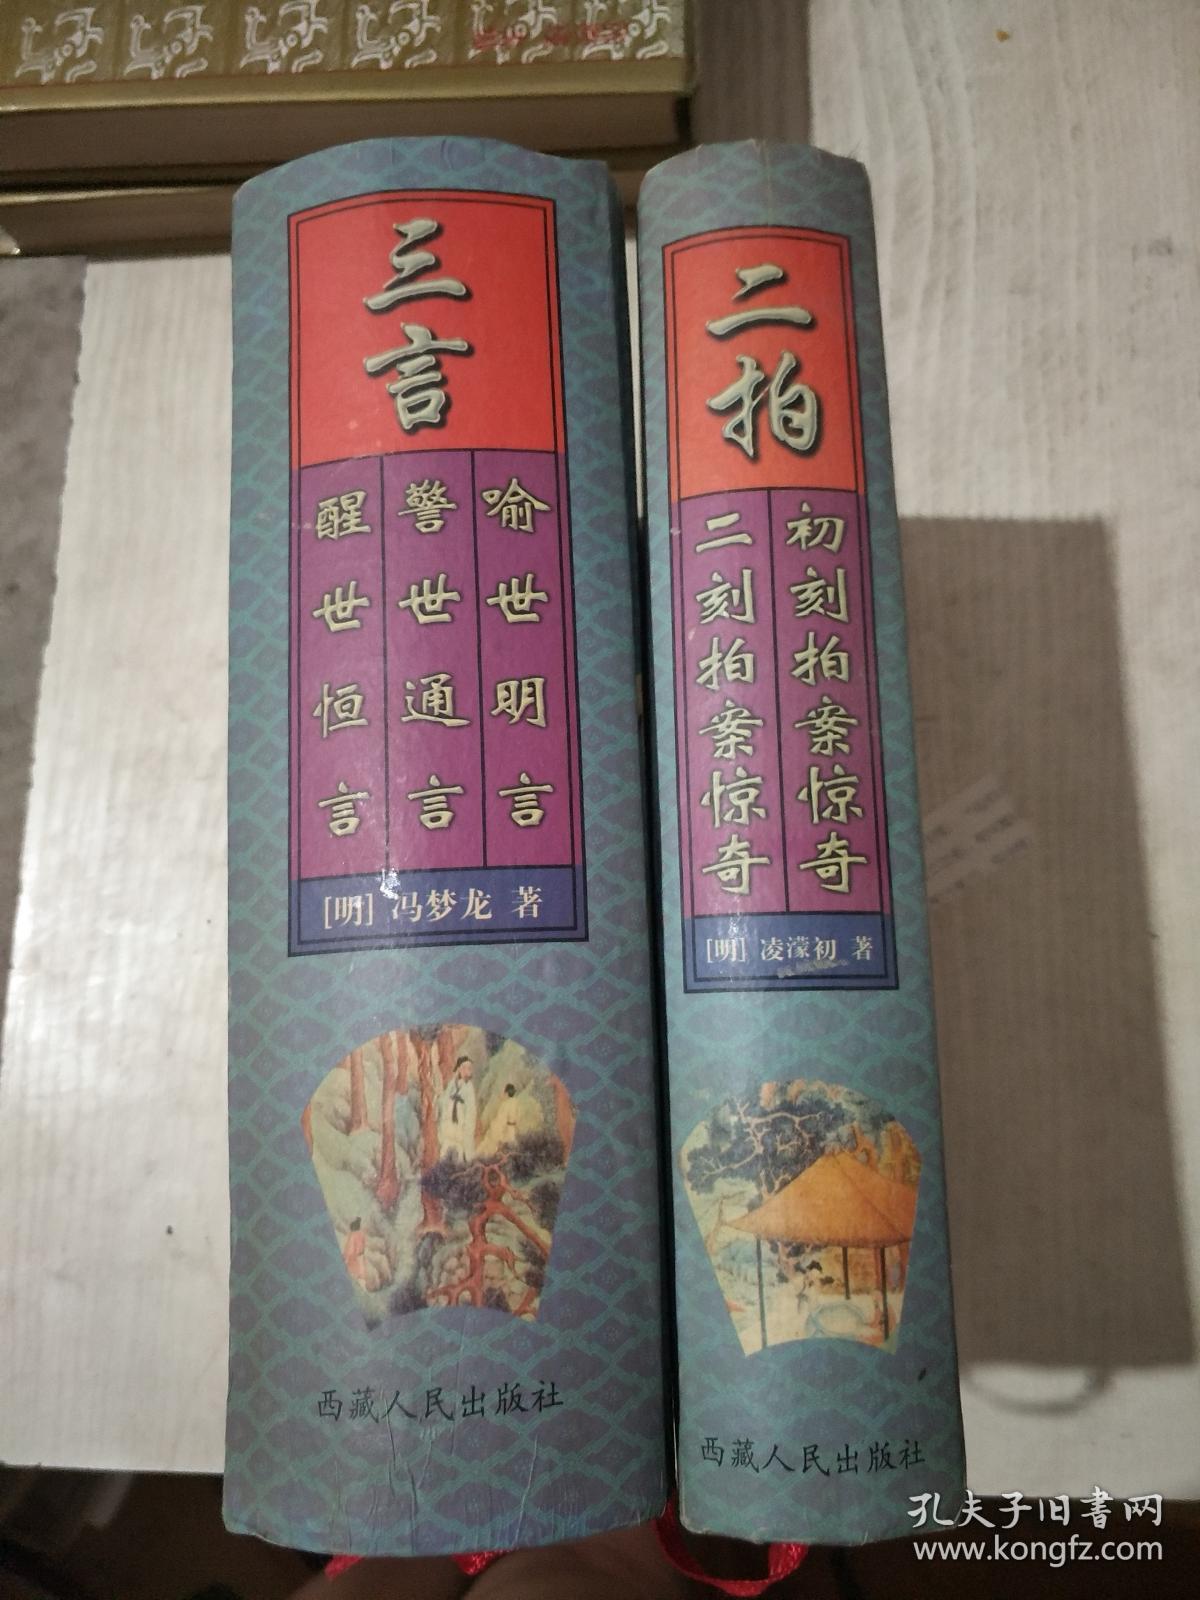 三言
喻世明言
警世通言
醒世恒言
[明] 冯梦龙 著
西藏人民出版社
二拍
初刻拍案惊奇
二刻拍案惊奇
[明] 凌濛初 著
西藏人民出版社
孔夫子旧书网
www.kongfz.com